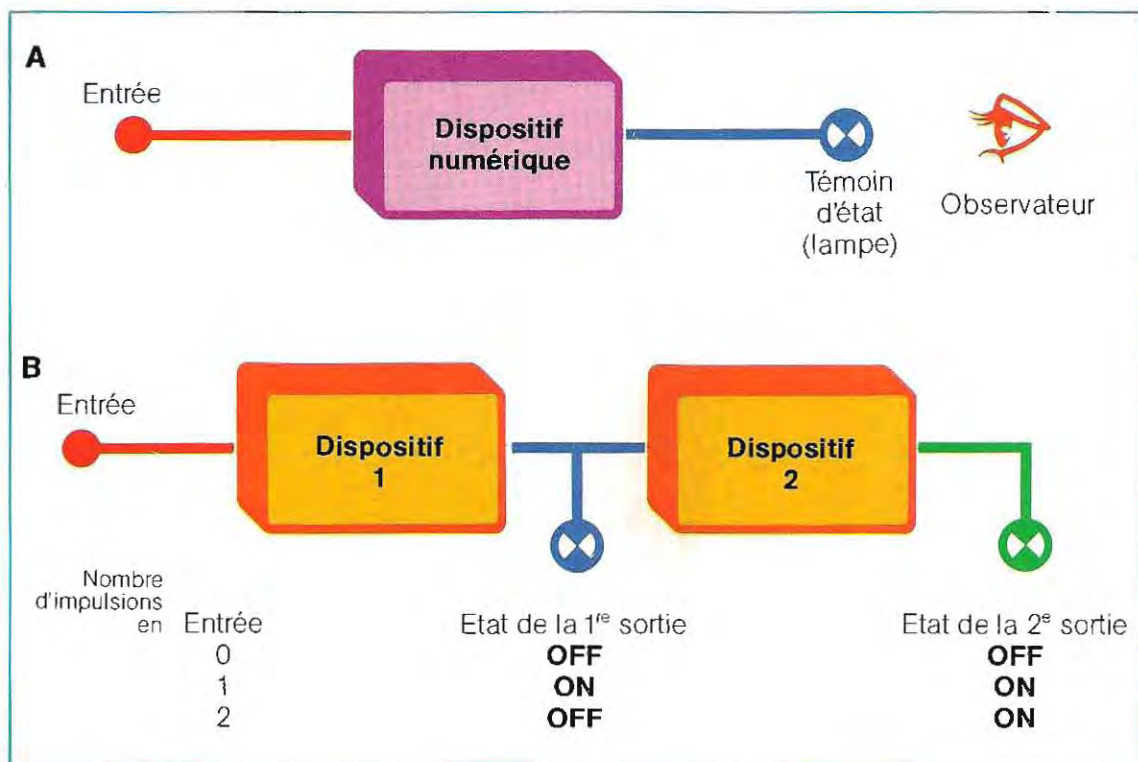 A
Entrée
Dispositif
numérique
Témoin
d'état
(lampe)
Observateur
B
Entrée
Dispositif
1
Dispositif
2
Nombre
d'impulsions
en Entrée Etat de la 1re sortie Etat de la 2e sortie
0 OFF OFF
1 ON ON
2 OFF ON